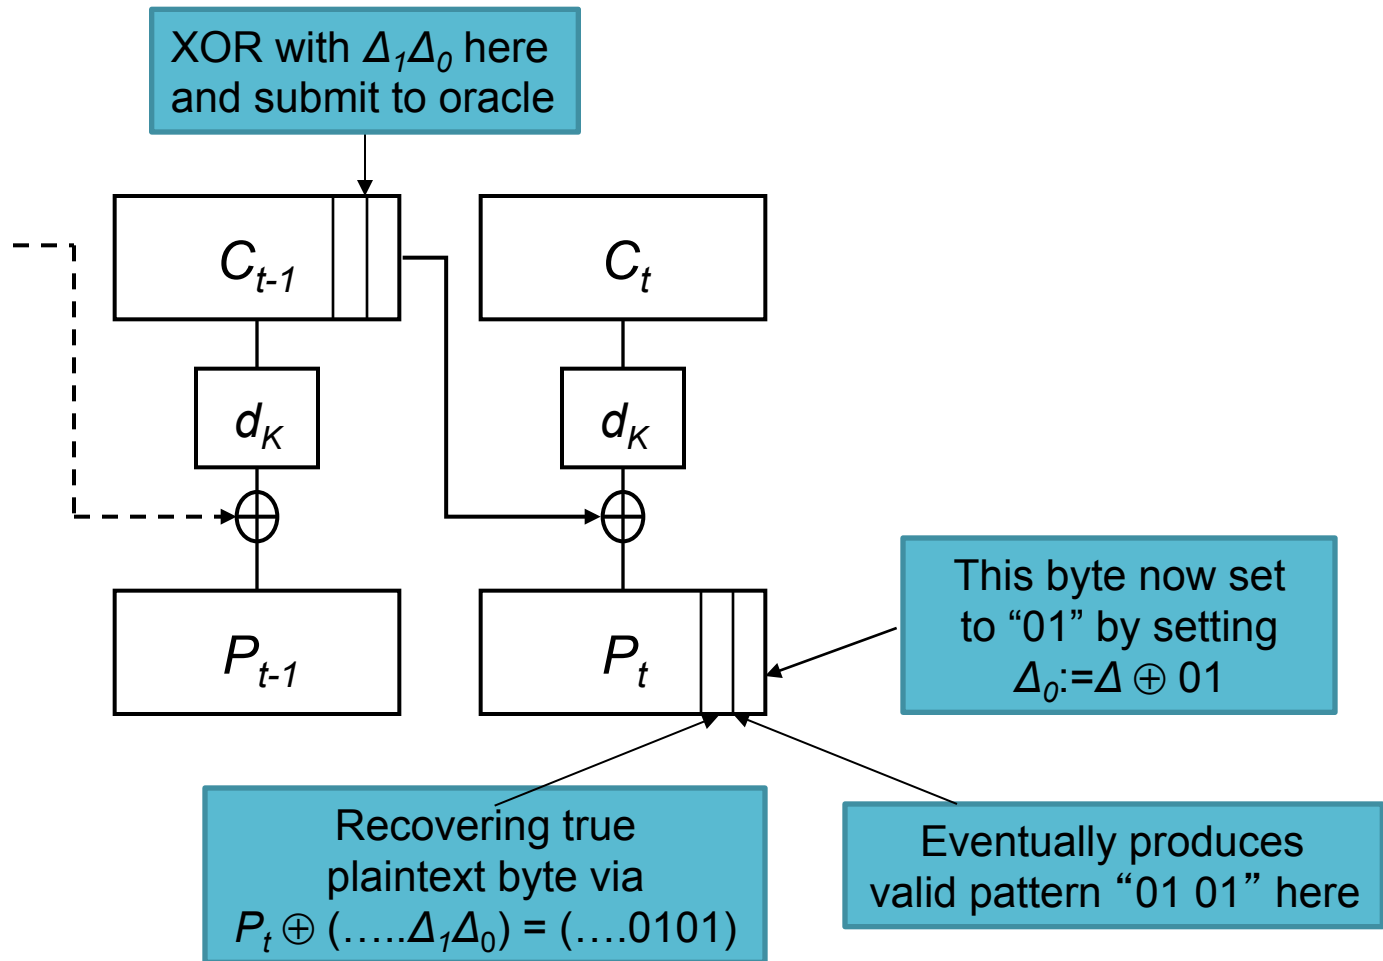 XOR with Δ₁Δ₀ here
and submit to oracle
Cₜ₋₁
Cₜ
d_K
d_K
Pₜ₋₁
Pₜ
This byte now set
to “01” by setting
Δ₀:=Δ ⊕ 01
Recovering true
plaintext byte via
Pₜ ⊕ (…..Δ₁Δ₀) = (….0101)
Eventually produces
valid pattern “01 01” here